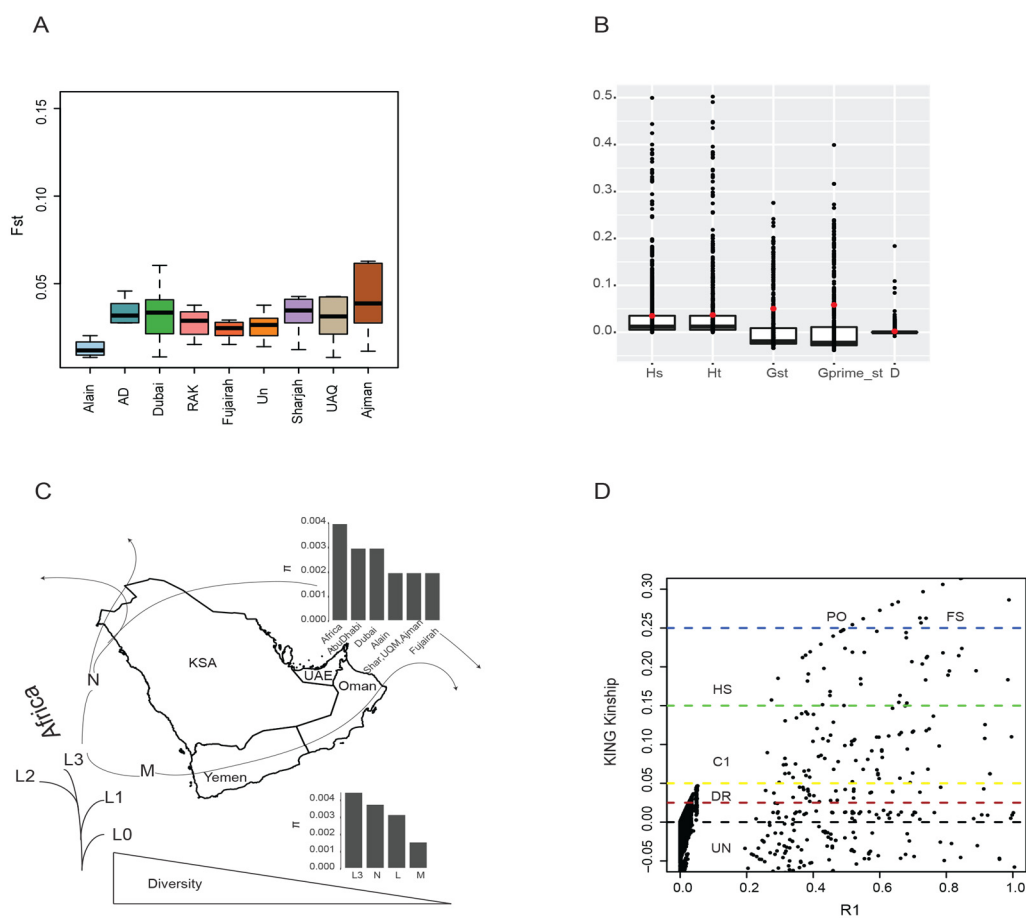 A
B
0.15
0.10
0.05
Fst
Alain
AD
Dubai
RAK
Fujairah
Un
Sharjah
UAQ
Ajman
0.5
0.4
0.3
0.2
0.1
0.0
Hs Ht Gst Gprime_st D
C
D
0.004
0.003
0.002
0.001
0.000
π
Africa
AbuDhabi
Dubai
Alain
Shar.UQM,Ajman
Fujairah
KSA
UAE
Oman
Yemen
N
Africa
M
L3
L2
L1
L0
Diversity
0.004
0.003
0.002
0.001
0.000
π
L3 N L M
0.30
0.25
0.20
0.15
0.10
0.05
0.00
-0.05
KING Kinship
PO
FS
HS
C1
DR
UN
0.0 0.2 0.4 0.6 0.8 1.0
R1